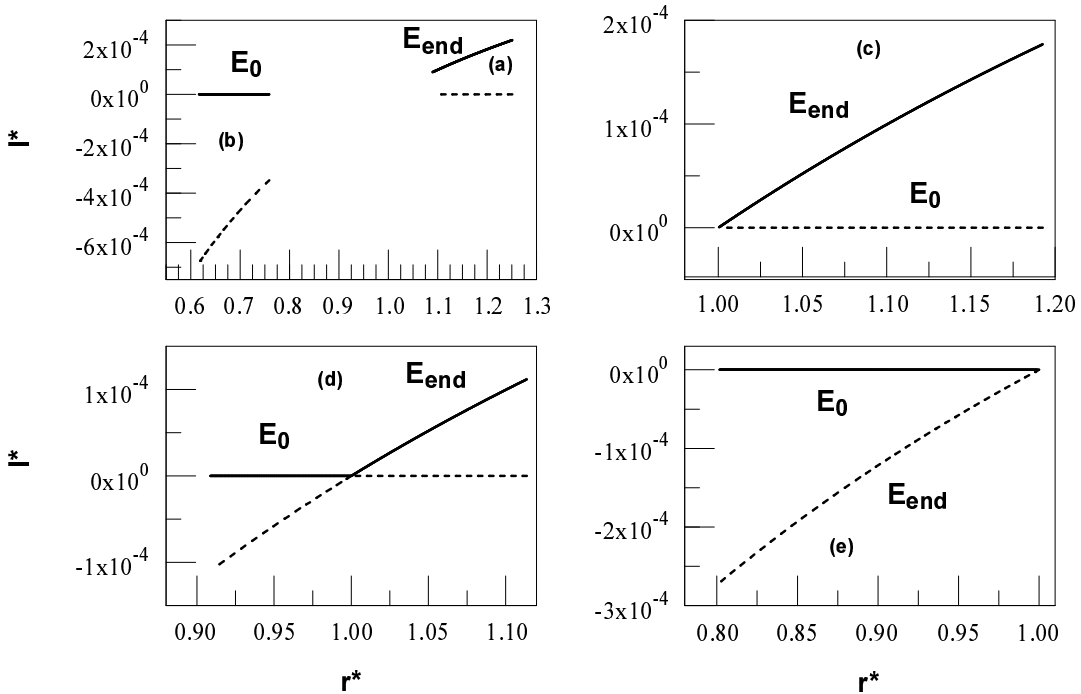 2x10-4
0x100
-2x10-4
-4x10-4
-6x10-4
I*
E0
Eend
(a)
(b)
0.6 0.7 0.8 0.9 1.0 1.1 1.2 1.3
2x10-4
1x10-4
0x100
(c)
Eend
E0
1.00 1.05 1.10 1.15 1.20
1x10-4
0x100
-1x10-4
I*
(d)
Eend
E0
0.90 0.95 1.00 1.05 1.10
r*
0x100
-1x10-4
-2x10-4
-3x10-4
E0
Eend
(e)
0.80 0.85 0.90 0.95 1.00
r*